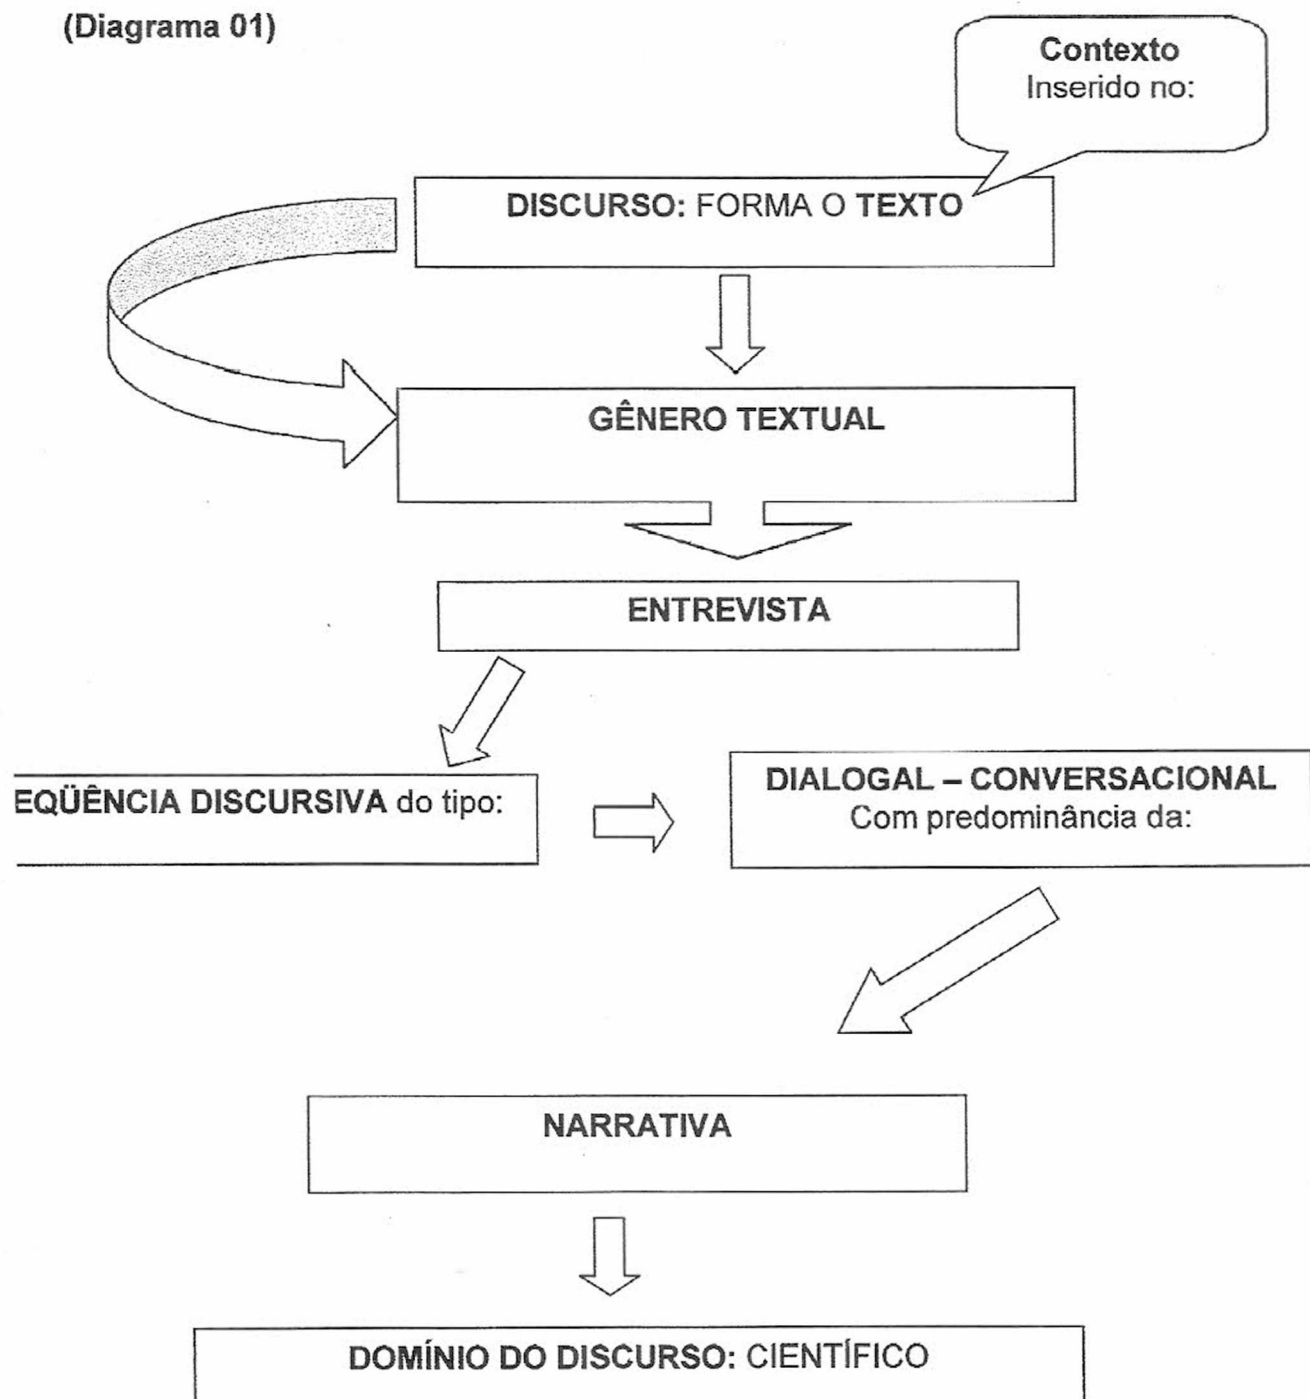 (Diagrama 01)
Contexto
Inserido no:
DISCURSO: FORMA O TEXTO
GÊNERO TEXTUAL
ENTREVISTA
EQÜÊNCIA DISCURSIVA do tipo:
DIALOGAL – CONVERSACIONAL
Com predominância da:
NARRATIVA
DOMÍNIO DO DISCURSO: CIENTÍFICO